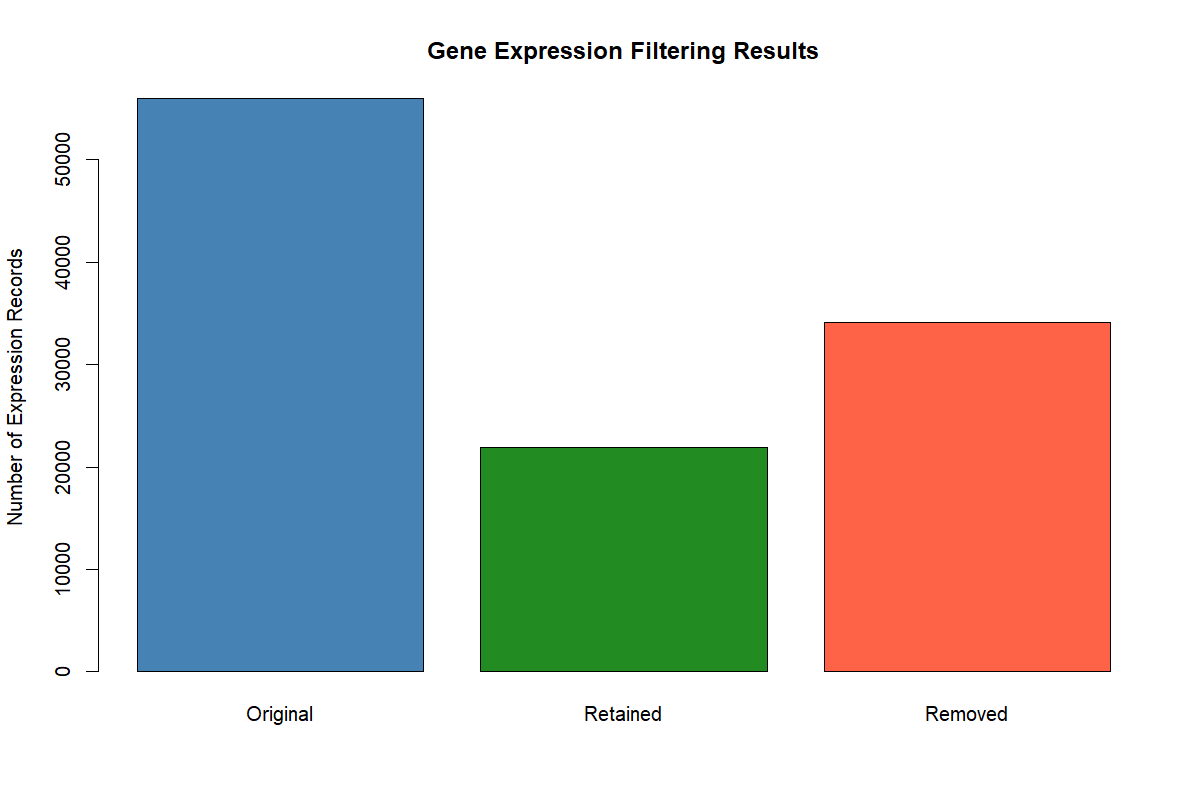 Gene Expression Filtering Results
Number of Expression Records
50000
40000
30000
20000
10000
0
Original
Retained
Removed